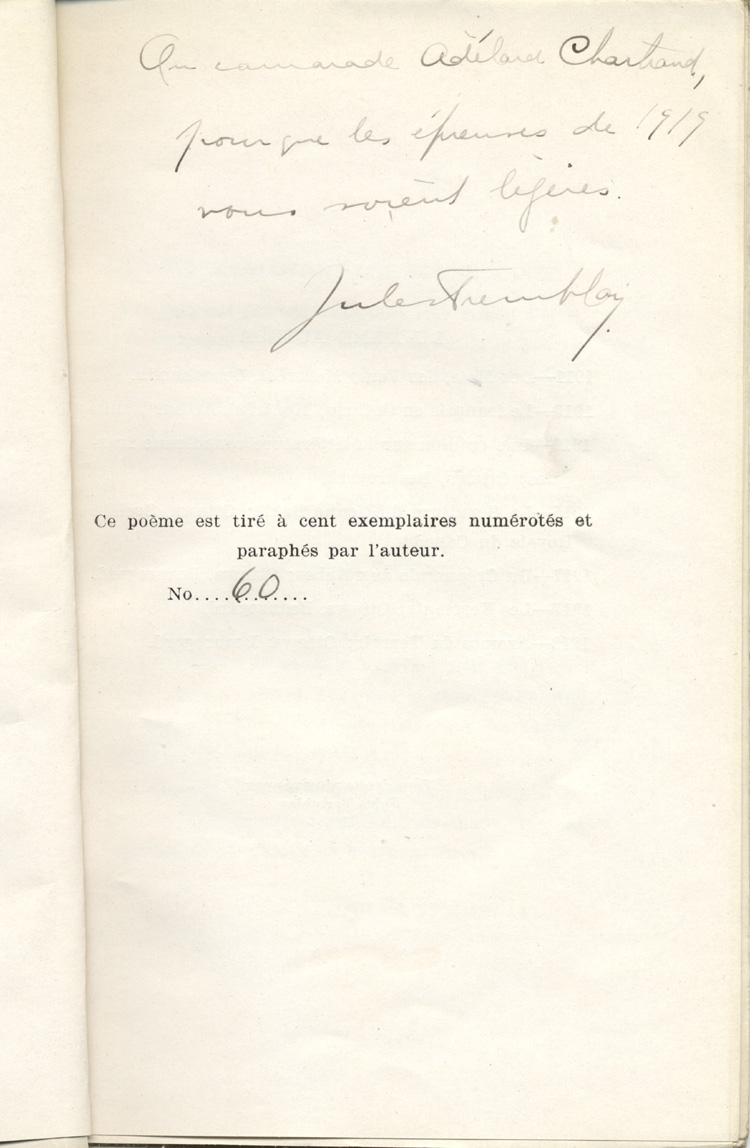 Au camarade Adélard Chartrand,
pour que les épreuves de 1919
vous soient légères.
Jules Tremblay
Ce poème est tiré à cent exemplaires numérotés et
paraphés par l'auteur.
No....60......